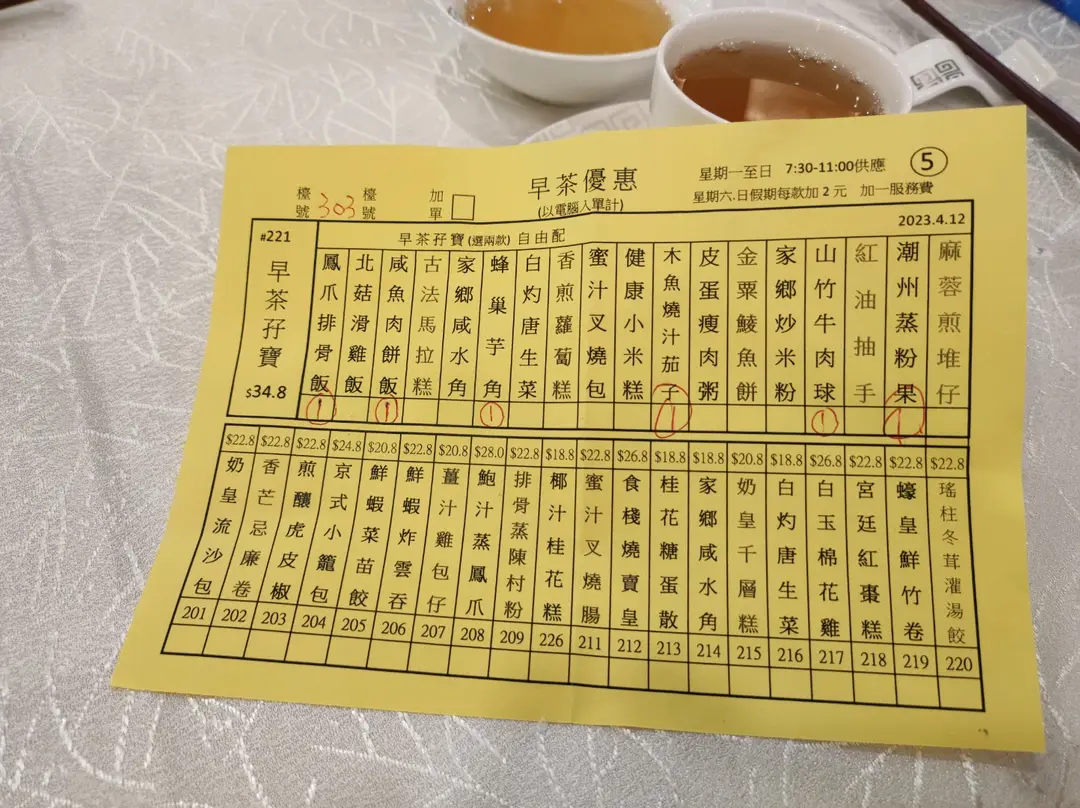 檯號 303 檯號
加單
早茶優惠
(以電腦入單計)
星期一至日 7:30-11:00供應 ⑤
星期六.日假期每款加 2 元 加一服務費
2023.4.12
#221
早茶孖寶
$34.8
早茶孖寶 (選兩款) 自由配
鳳爪排骨飯 ①
北菇滑雞飯
咸魚肉餅飯 ①
古法馬拉糕
家鄉咸水角
蜂巢芋角 ①
白灼唐生菜
香煎蘿蔔糕
蜜汁叉燒包
健康小米糕
木魚燒汁茄子 ①
皮蛋瘦肉粥
金粟鯪魚餅
家鄉炒米粉
山竹牛肉球 ①
紅油抽手
潮州蒸粉果 ①
麻蓉煎堆仔
$22.8 奶皇流沙包 201
$22.8 香芒忌廉卷 202
$22.8 煎釀虎皮椒 203
$24.8 京式小籠包 204
$20.8 鮮蝦菜苗餃 205
$22.8 鮮蝦炸雲吞 206
$20.8 薑汁雞包仔 207
$28.0 鮑汁蒸鳳爪 208
$22.8 排骨蒸陳村粉 209
$18.8 椰汁桂花糕 226
$22.8 蜜汁叉燒腸 211
$26.8 食棧燒賣皇 212
$18.8 桂花糖蛋散 213
$18.8 家鄉咸水角 214
$20.8 奶皇千層糕 215
$18.8 白灼唐生菜 216
$26.8 白玉棉花雞 217
$22.8 宮廷紅棗糕 218
$22.8 蠔皇鮮竹卷 219
$22.8 瑤柱冬茸灌湯餃 220